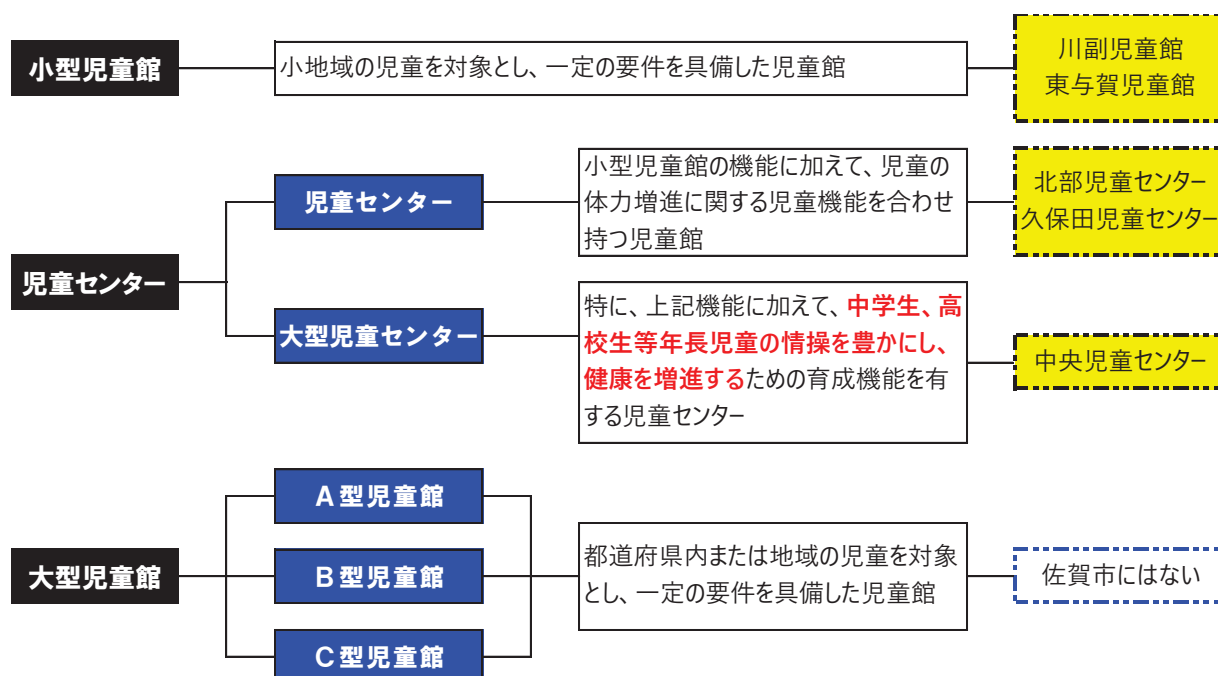 小型児童館
小地域の児童を対象とし、一定の要件を具備した児童館
川副児童館
東与賀児童館
児童センター
児童センター
小型児童館の機能に加えて、児童の
体力増進に関する児童機能を合わせ
持つ児童館
北部児童センター
久保田児童センター
大型児童センター
特に、上記機能に加えて、中学生、高
校生等年長児童の情操を豊かにし、
健康を増進するための育成機能を有
する児童センター
中央児童センター
大型児童館
A型児童館
B型児童館
C型児童館
都道府県内または地域の児童を対象
とし、一定の要件を具備した児童館
佐賀市にはない